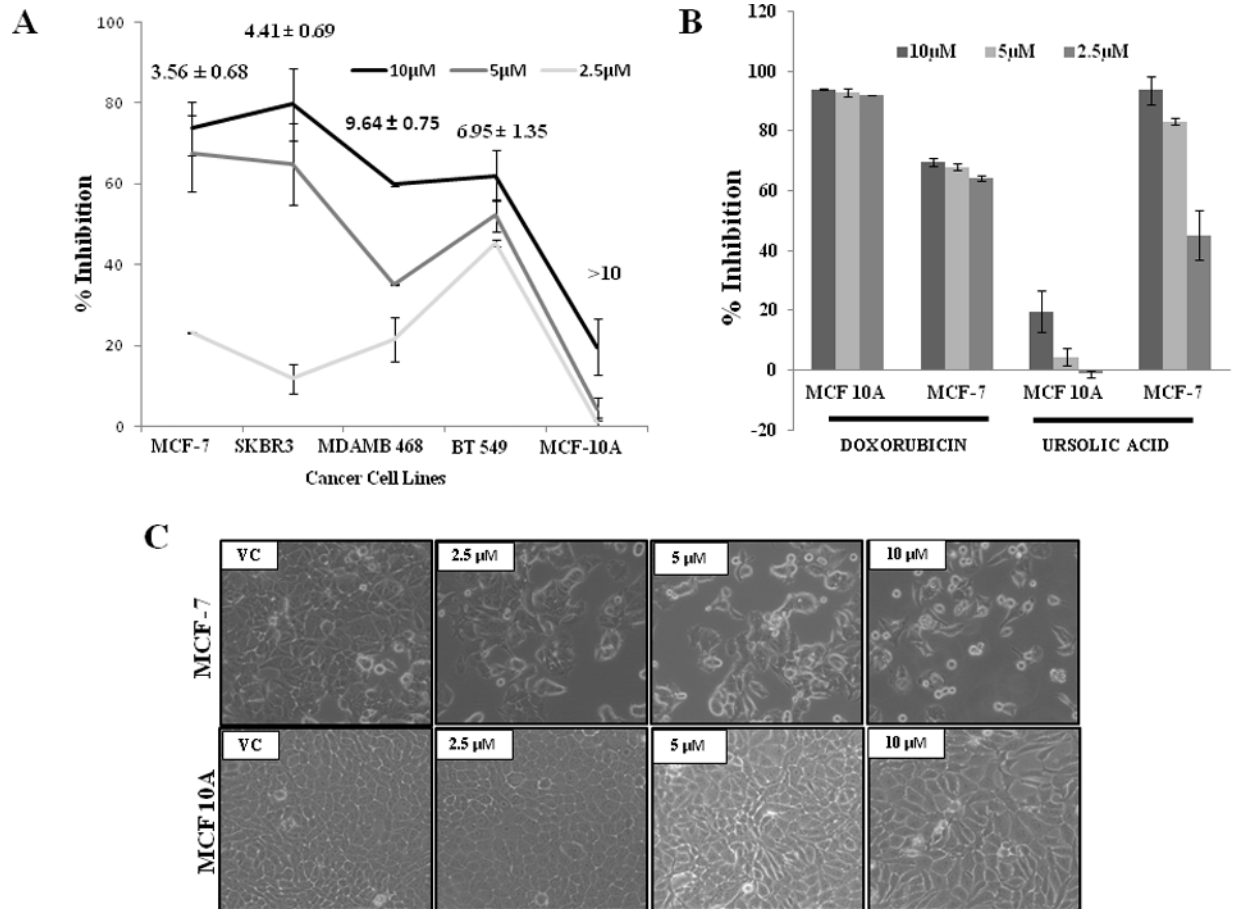 A
100
80
60
40
20
0
% Inhibition
4.41 ± 0.69
3.56 ± 0.68
9.64 ± 0.75
6.95 ± 1.35
>10
10µM
5µM
2.5µM
MCF-7
SKBR3
MDAMB 468
BT 549
MCF-10A
Cancer Cell Lines
B
120
100
80
60
40
20
0
-20
% Inhibition
10µM
5µM
2.5µM
MCF 10A
MCF-7
MCF 10A
MCF-7
DOXORUBICIN
URSOLIC ACID
C
MCF-7
VC
2.5 µM
5 µM
10 µM
MCF10A
VC
2.5 µM
5 µM
10 µM